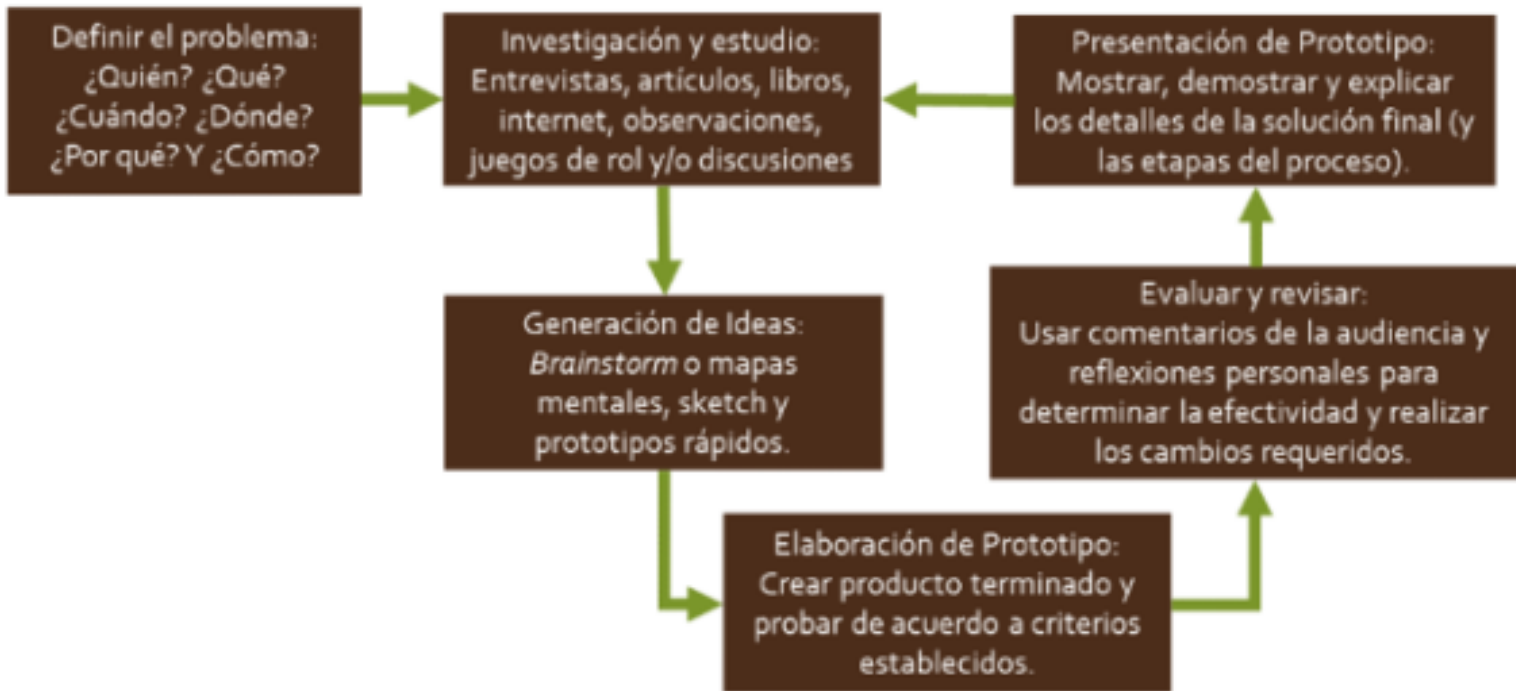 Definir el problema:
¿Quién? ¿Qué?
¿Cuándo? ¿Dónde?
¿Por qué? Y ¿Cómo?
Investigación y estudio:
Entrevistas, artículos, libros,
internet, observaciones,
juegos de rol y/o discusiones
Generación de Ideas:
Brainstorm o mapas
mentales, sketch y
prototipos rápidos.
Elaboración de Prototipo:
Crear producto terminado y
probar de acuerdo a criterios
establecidos.
Evaluar y revisar:
Usar comentarios de la audiencia y
reflexiones personales para
determinar la efectividad y realizar
los cambios requeridos.
Presentación de Prototipo:
Mostrar, demostrar y explicar
los detalles de la solución final (y
las etapas del proceso).